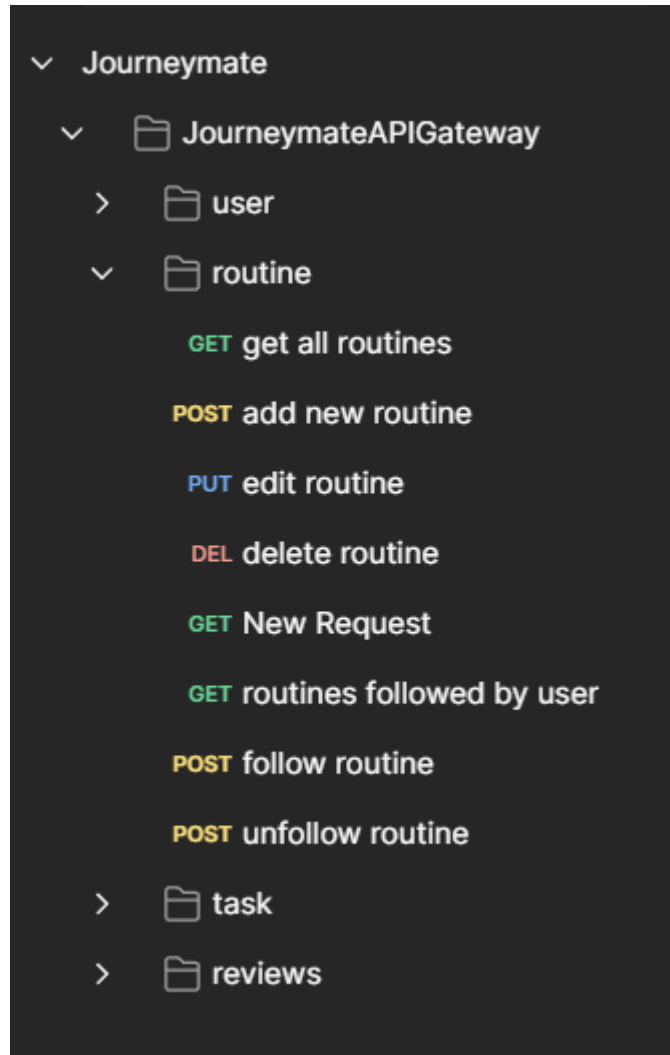 Journeymate
JourneymateAPIGateway
user
routine
GET get all routines
POST add new routine
PUT edit routine
DEL delete routine
GET New Request
GET routines followed by user
POST follow routine
POST unfollow routine
task
reviews